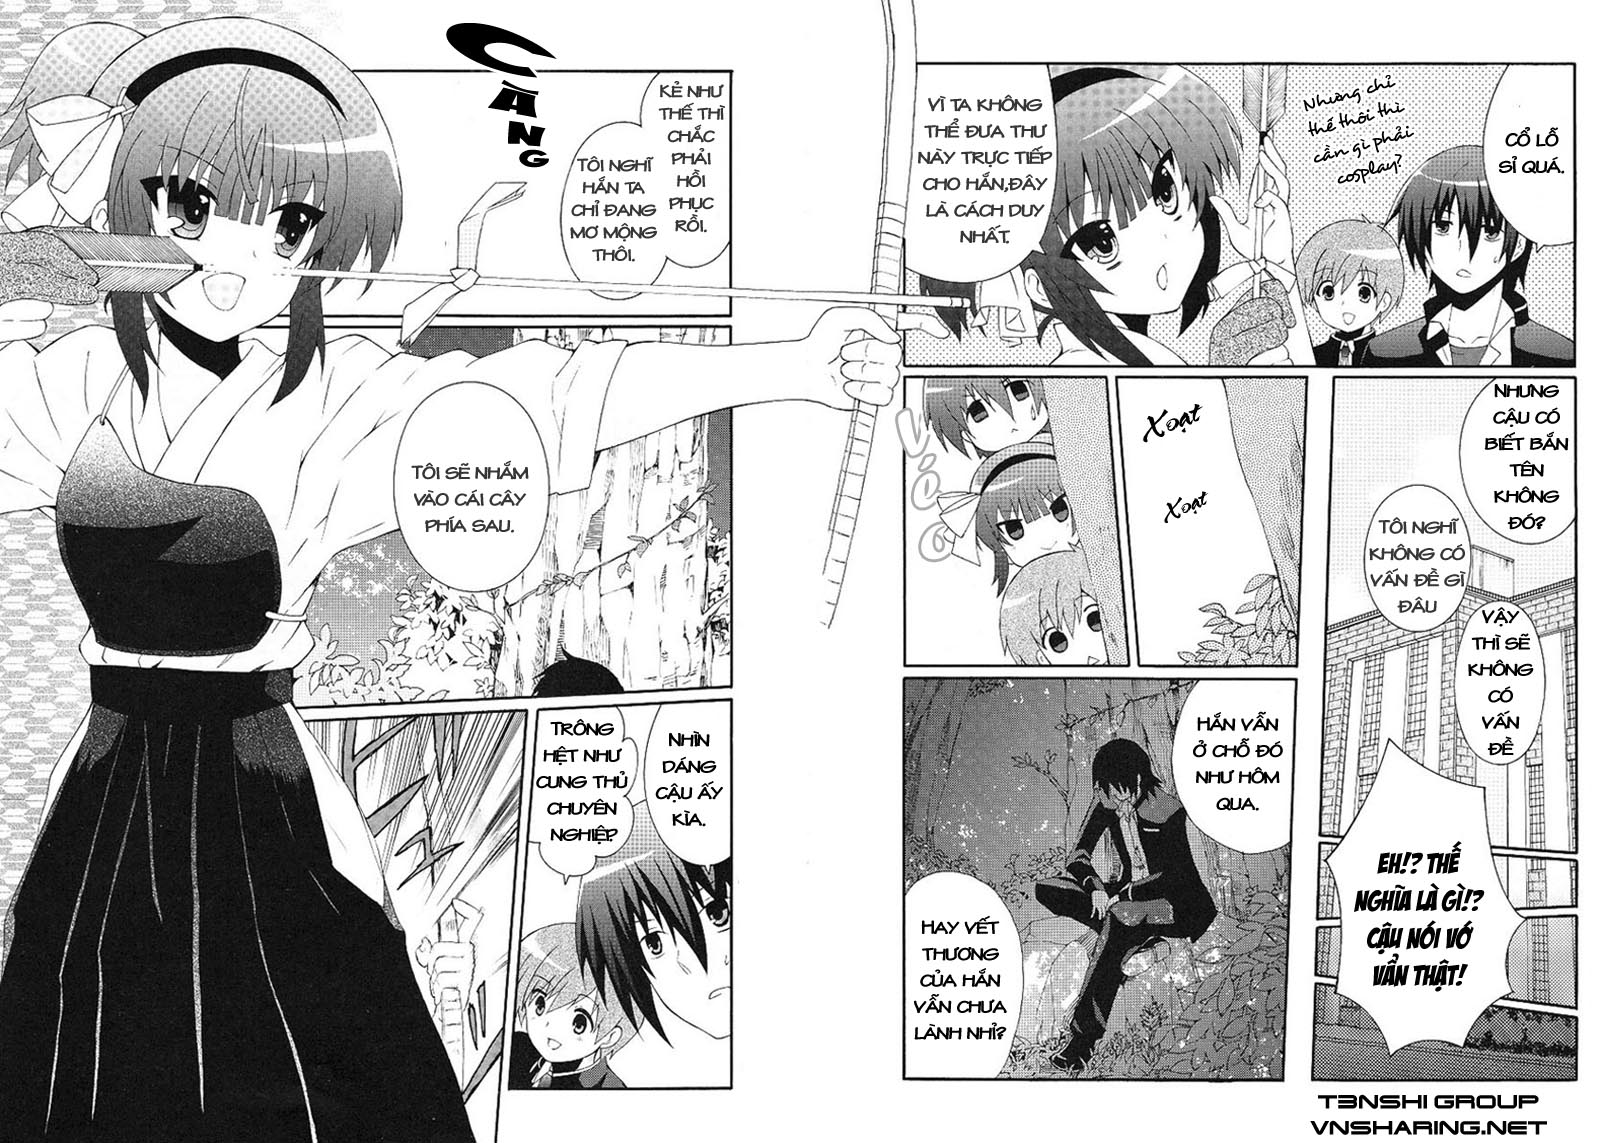 CỔ LỖ
SỈ QUÁ.
Nhưng chỉ
thế thôi thì
cần gì phải
cosplay?
VÌ TA KHÔNG
THỂ ĐƯA THƯ
NÀY TRỰC TIẾP
CHO HẮN,ĐÂY
LÀ CÁCH DUY
NHẤT.
NHƯNG
CẬU CÓ
BIẾT BẮN
TÊN
KHÔNG
ĐÓ?
TÔI NGHĨ
KHÔNG CÓ
VẤN ĐỀ GÌ
ĐÂU
VẬY
THÌ SẼ
KHÔNG
CÓ
VẤN
ĐỀ
EH!? THẾ
NGHĨA LÀ GÌ!?
CẬU NÓI VỚ
VẨN THẬT!
Xoạt
Xoạt
LÉO
HẮN VẪN
Ở CHỖ ĐÓ
NHƯ HÔM
QUA.
HAY VẾT
THƯƠNG
CỦA HẮN
VẪN CHƯA
LÀNH NHỈ?
KẺ NHƯ
THẾ THÌ
CHẮC
PHẢI
HỒI
PHỤC
RỒI.
TÔI NGHĨ
HẮN TA
CHỈ ĐANG
MƠ MỘNG
THÔI.
CĂNG
TÔI SẼ NHẮM
VÀO CÁI CÂY
PHÍA SAU.
NHÌN
DÁNG
CẬU ẤY
KÌA.
TRÔNG
HỆT NHƯ
CUNG THỦ
CHUYÊN
NGHIỆP.
T3NSHI GROUP
VNSHARING.NET